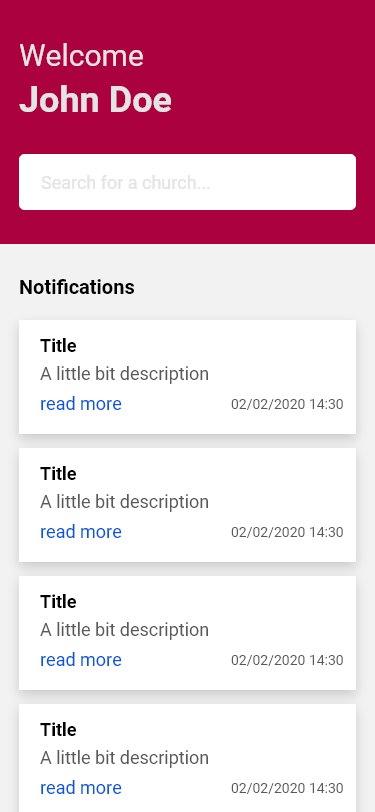 Welcome
John Doe
Search for a church...
Notifications
Title
A little bit description
read more 02/02/2020 14:30
Title
A little bit description
read more 02/02/2020 14:30
Title
A little bit description
read more 02/02/2020 14:30
Title
A little bit description
read more 02/02/2020 14:30